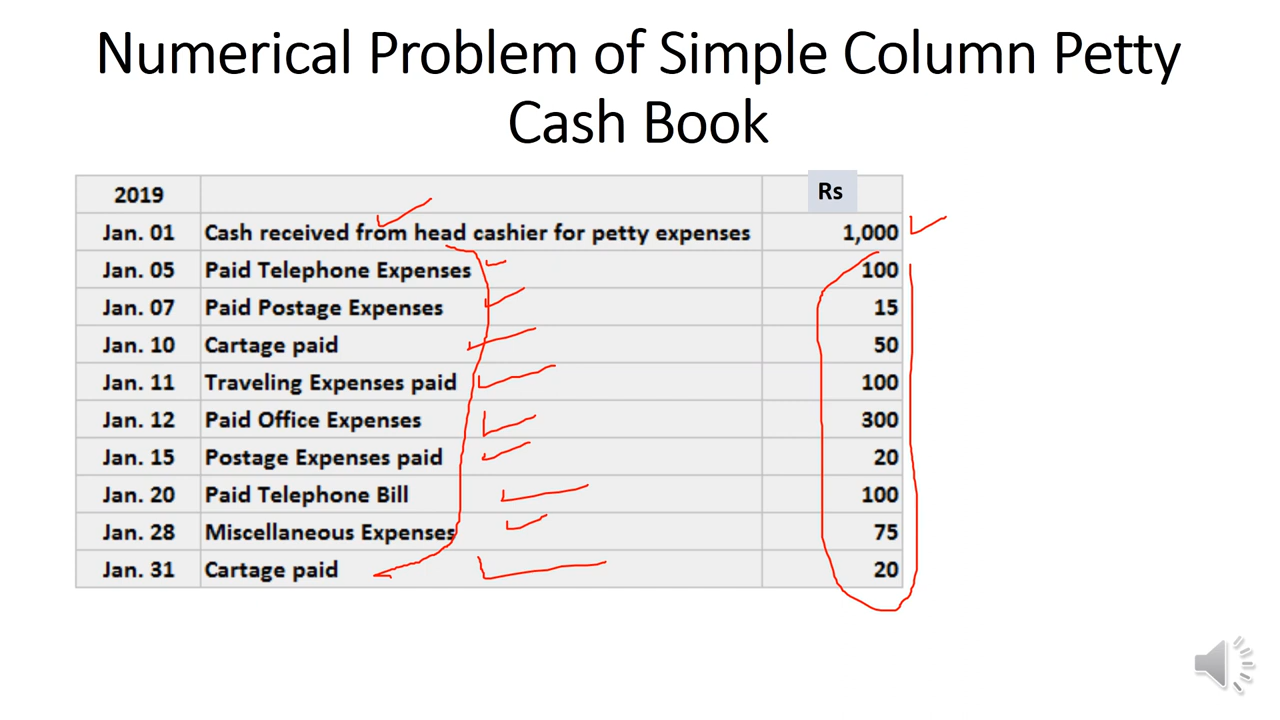 Numerical Problem of Simple Column Petty
Cash Book
2019 Rs
Jan. 01 Cash received from head cashier for petty expenses 1,000
Jan. 05 Paid Telephone Expenses 100
Jan. 07 Paid Postage Expenses 15
Jan. 10 Cartage paid 50
Jan. 11 Traveling Expenses paid 100
Jan. 12 Paid Office Expenses 300
Jan. 15 Postage Expenses paid 20
Jan. 20 Paid Telephone Bill 100
Jan. 28 Miscellaneous Expenses 75
Jan. 31 Cartage paid 20